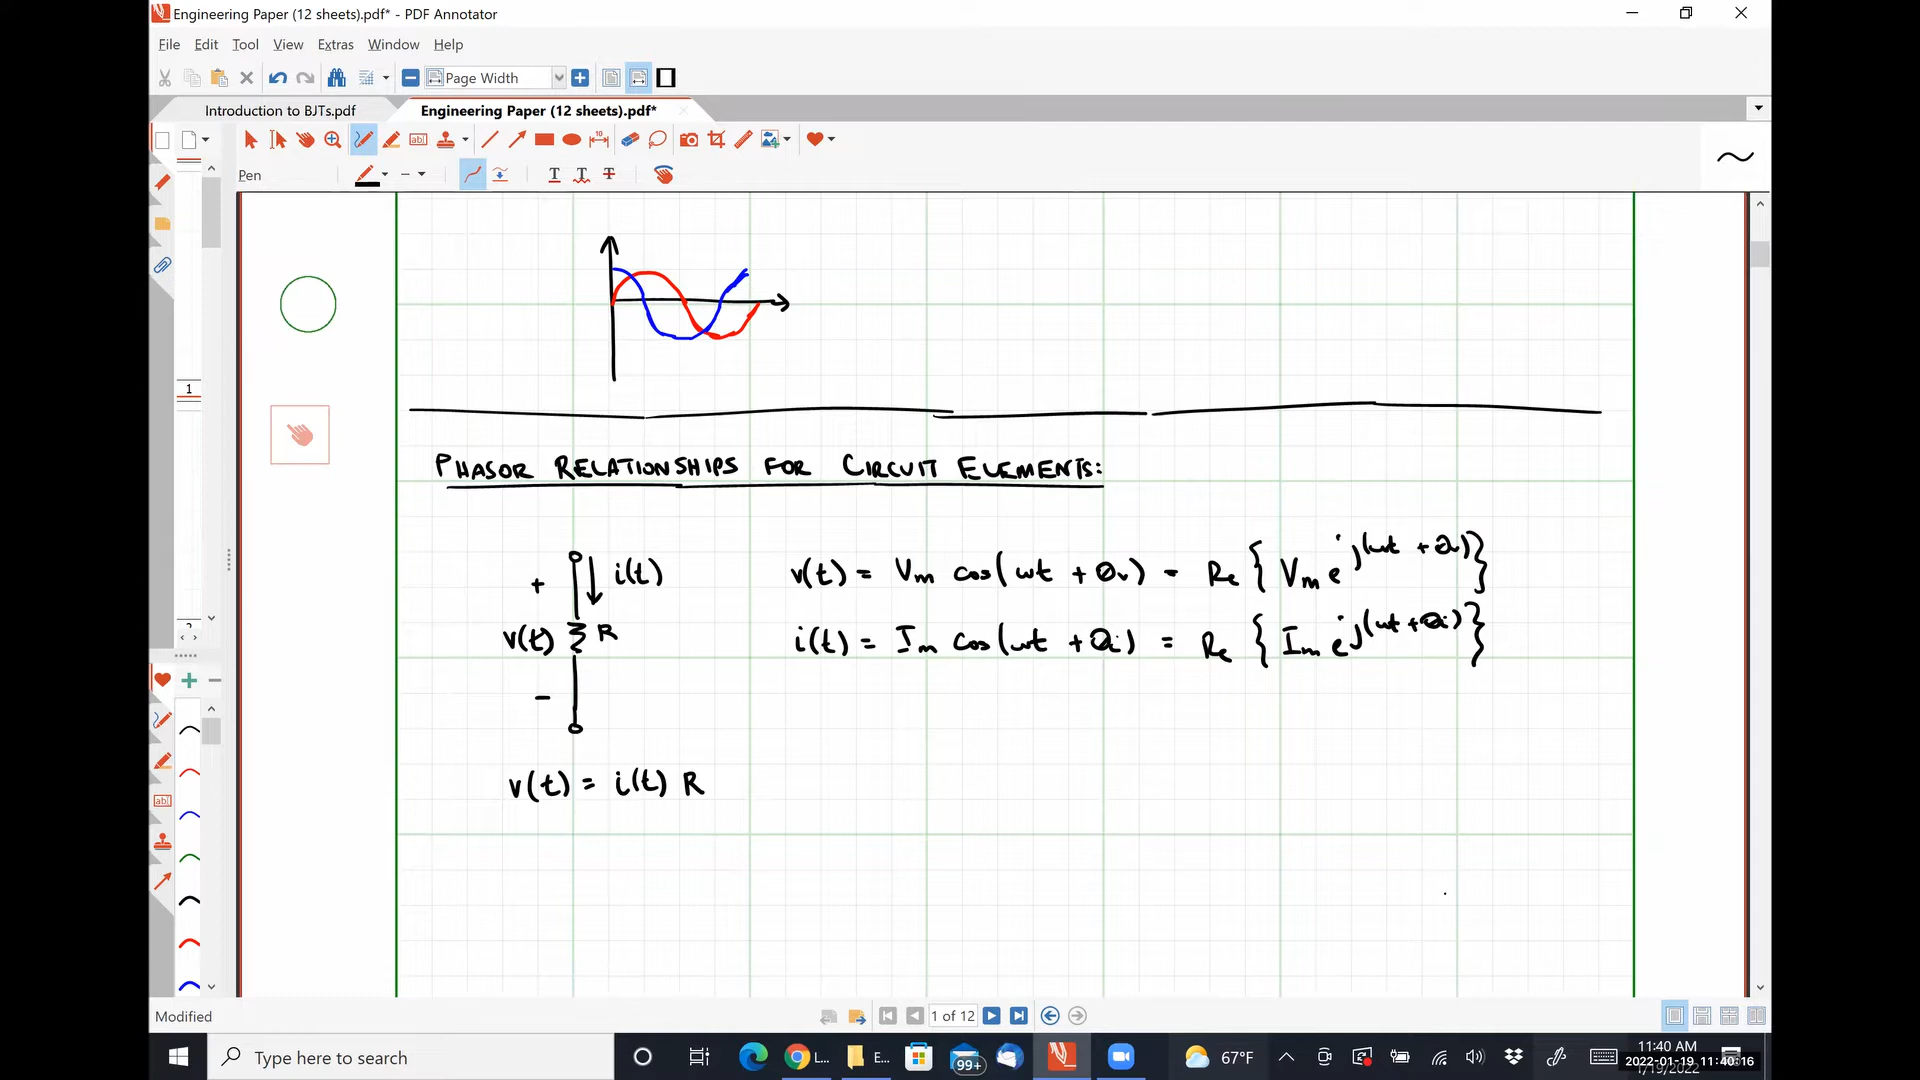 Engineering Paper (12 sheets).pdf* - PDF Annotator
File Edit Tool View Extras Window Help
Page Width
Introduction to BJTs.pdf
Engineering Paper (12 sheets).pdf*
Pen
1
PHASOR RELATIONSHIPS FOR CIRCUIT ELEMENTS:
+
i(t)
v(t) = Vm cos(ωt + θv) = Re { Vm e^j(ωt + θv) }
v(t) R
i(t) = Im cos(ωt + θi) = Re { Im e^j(ωt + θi) }
-
v(t) = i(t) R
Modified
1 of 12
Type here to search
L...
E...
99+
67°F
11:40 AM
2022-01-19 11:40:16